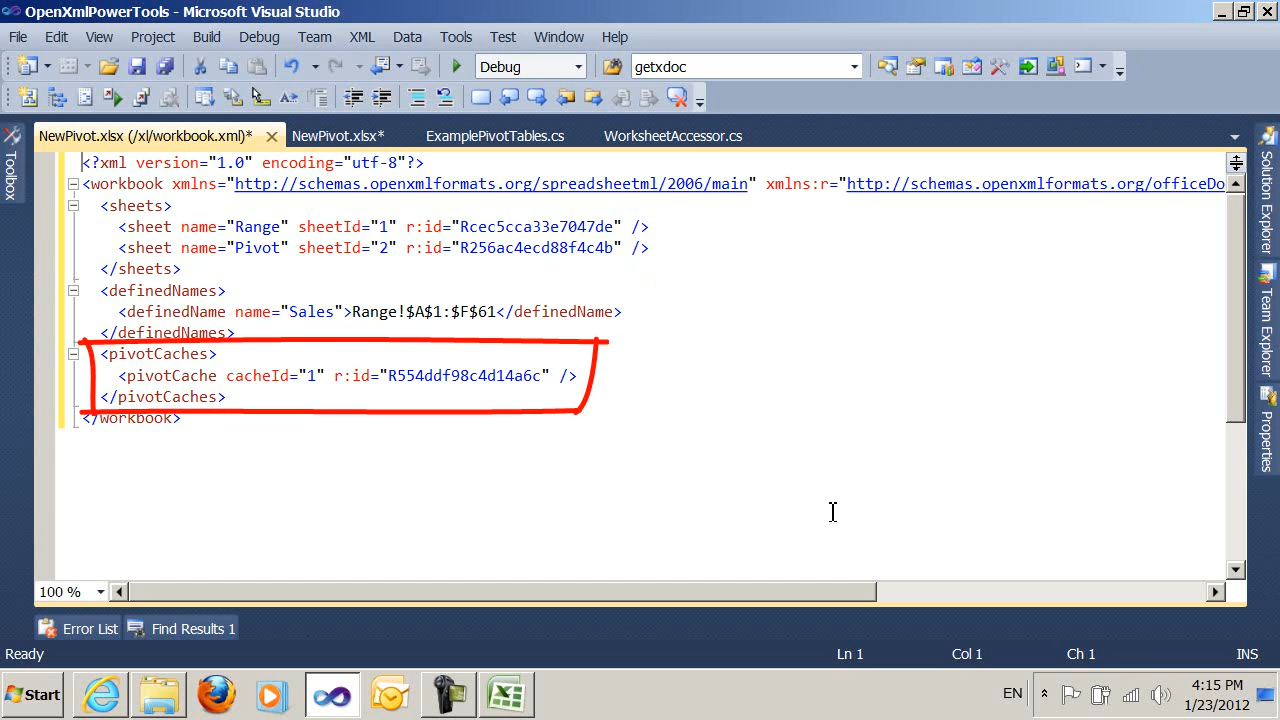 OpenXmlPowerTools - Microsoft Visual Studio
File Edit View Project Build Debug Team XML Data Tools Test Window Help
Debug getxdoc
NewPivot.xlsx (/xl/workbook.xml)* NewPivot.xlsx* ExamplePivotTables.cs WorksheetAccessor.cs
Toolbox
Solution Explorer
Team Explorer
Properties
<?xml version="1.0" encoding="utf-8"?>
<workbook xmlns="http://schemas.openxmlformats.org/spreadsheetml/2006/main" xmlns:r="http://schemas.openxmlformats.org/officeDo
<sheets>
<sheet name="Range" sheetId="1" r:id="Rcec5cca33e7047de" />
<sheet name="Pivot" sheetId="2" r:id="R256ac4ecd88f4c4b" />
</sheets>
<definedNames>
<definedName name="Sales">Range!$A$1:$F$61</definedName>
</definedNames>
<pivotCaches>
<pivotCache cacheId="1" r:id="R554ddf98c4d14a6c" />
</pivotCaches>
</workbook>
100 %
Error List Find Results 1
Ready Ln 1 Col 1 Ch 1 INS
Start EN 4:15 PM
1/23/2012